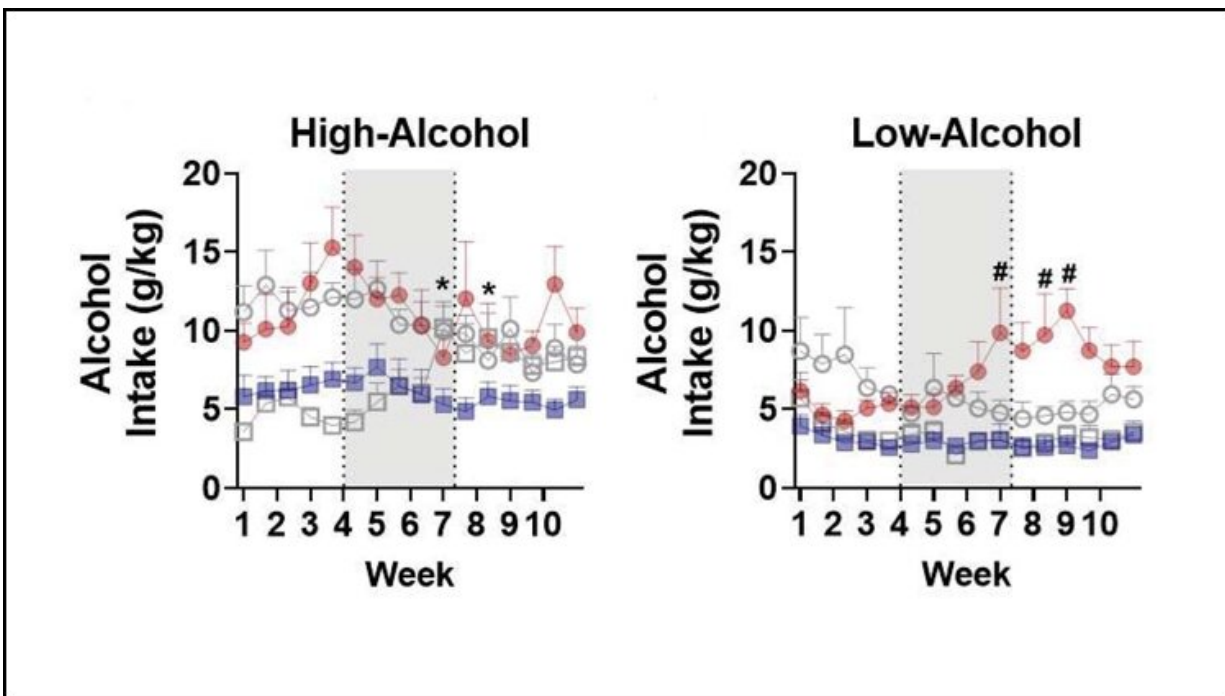 High-Alcohol
Alcohol
Intake (g/kg)
20
15
10
5
0
* *
1 2 3 4 5 6 7 8 9 10
Week
Low-Alcohol
Alcohol
Intake (g/kg)
20
15
10
5
0
# # #
1 2 3 4 5 6 7 8 9 10
Week